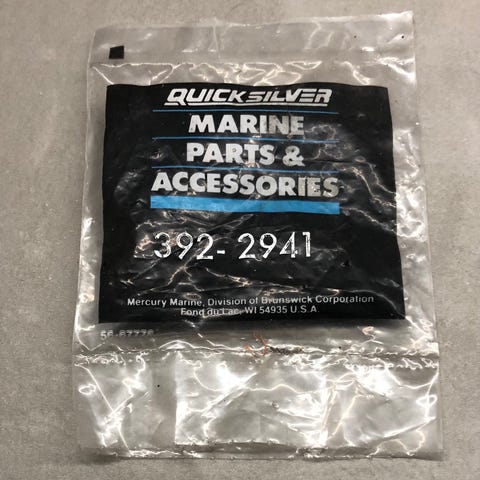 QUICKSILVER
MARINE
PARTS &
ACCESSORIES
392-2941
Mercury Marine, Division of Brunswick Corporation
Fond du Lac, WI 54935 U.S.A.